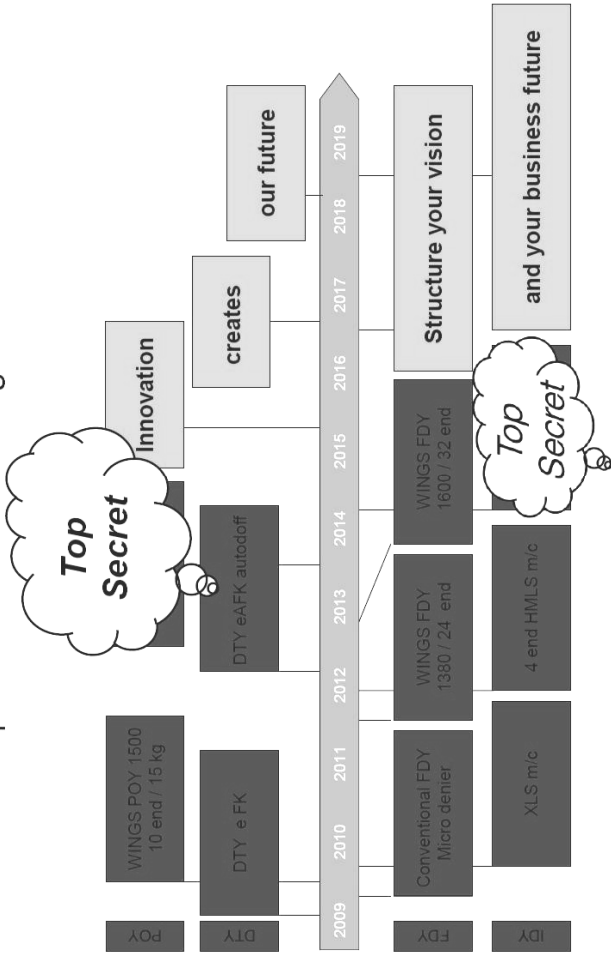 POY
WINGS POY 1500
10 end / 15 kg
Top
Secret
Innovation
DTY
DTY e FK
DTY eAFK autodoff
creates
our future
2009
2010
2011
2012
2013
2014
2015
2016
2017
2018
2019
FDY
Conventional FDY
Micro denier
WINGS FDY
1380 / 24 end
WINGS FDY
1600 / 32 end
Structure your vision
IDY
XLS m/c
4 end HMLS m/c
Top
Secret
and your business future